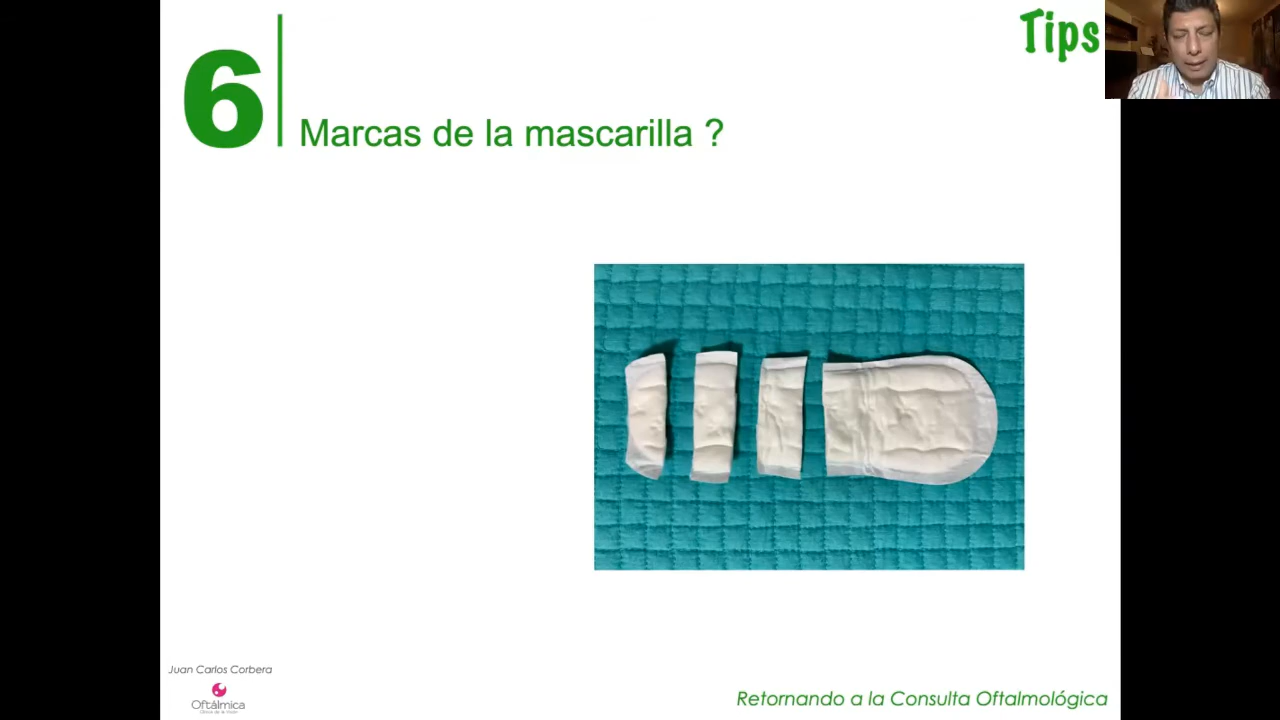 Tips
6
Marcas de la mascarilla ?
Juan Carlos Corbera
Oftálmica
Retornando a la Consulta Oftalmológica